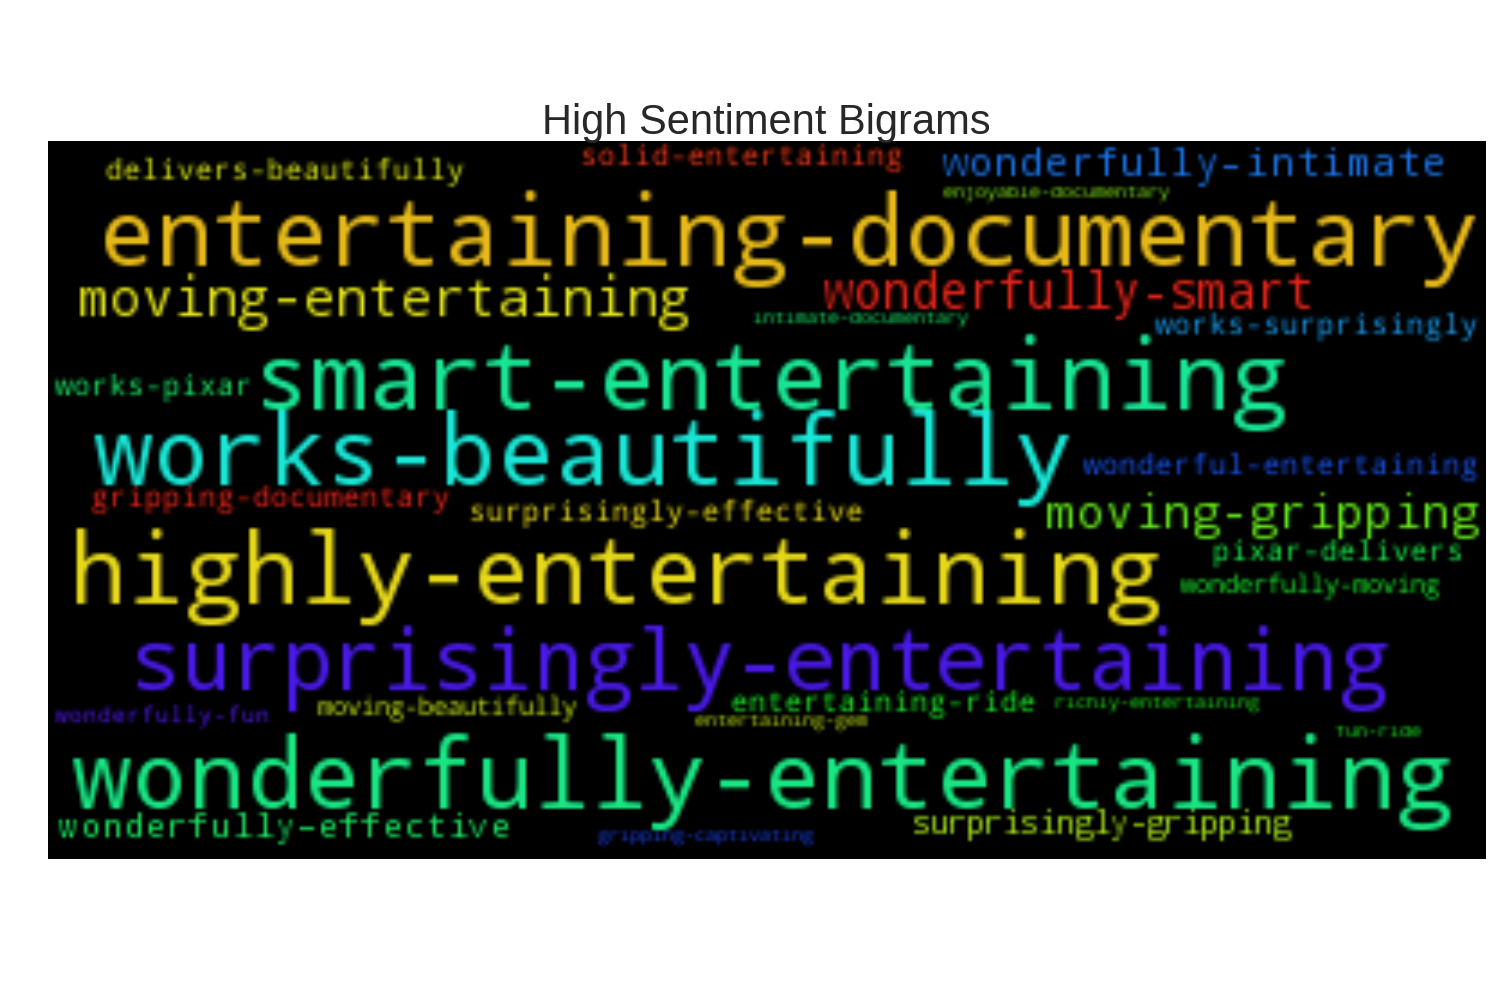 High Sentiment Bigrams
delivers-beautifully
solid-entertaining
wonderfully-intimate
enjoyable-documentary
entertaining-documentary
moving-entertaining
wonderfully-smart
intimate-documentary
works-surprisingly
works-pixar
smart-entertaining
works-beautifully
wonderful-entertaining
gripping-documentary
surprisingly-effective
moving-gripping
pixar-delivers
highly-entertaining
wonderfully-moving
surprisingly-entertaining
wonderfully-fun
moving-beautifully
entertaining-ride
richly-entertaining
entertaining-gem
fun-ride
wonderfully-entertaining
wonderfully-effective
gripping-captivating
surprisingly-gripping